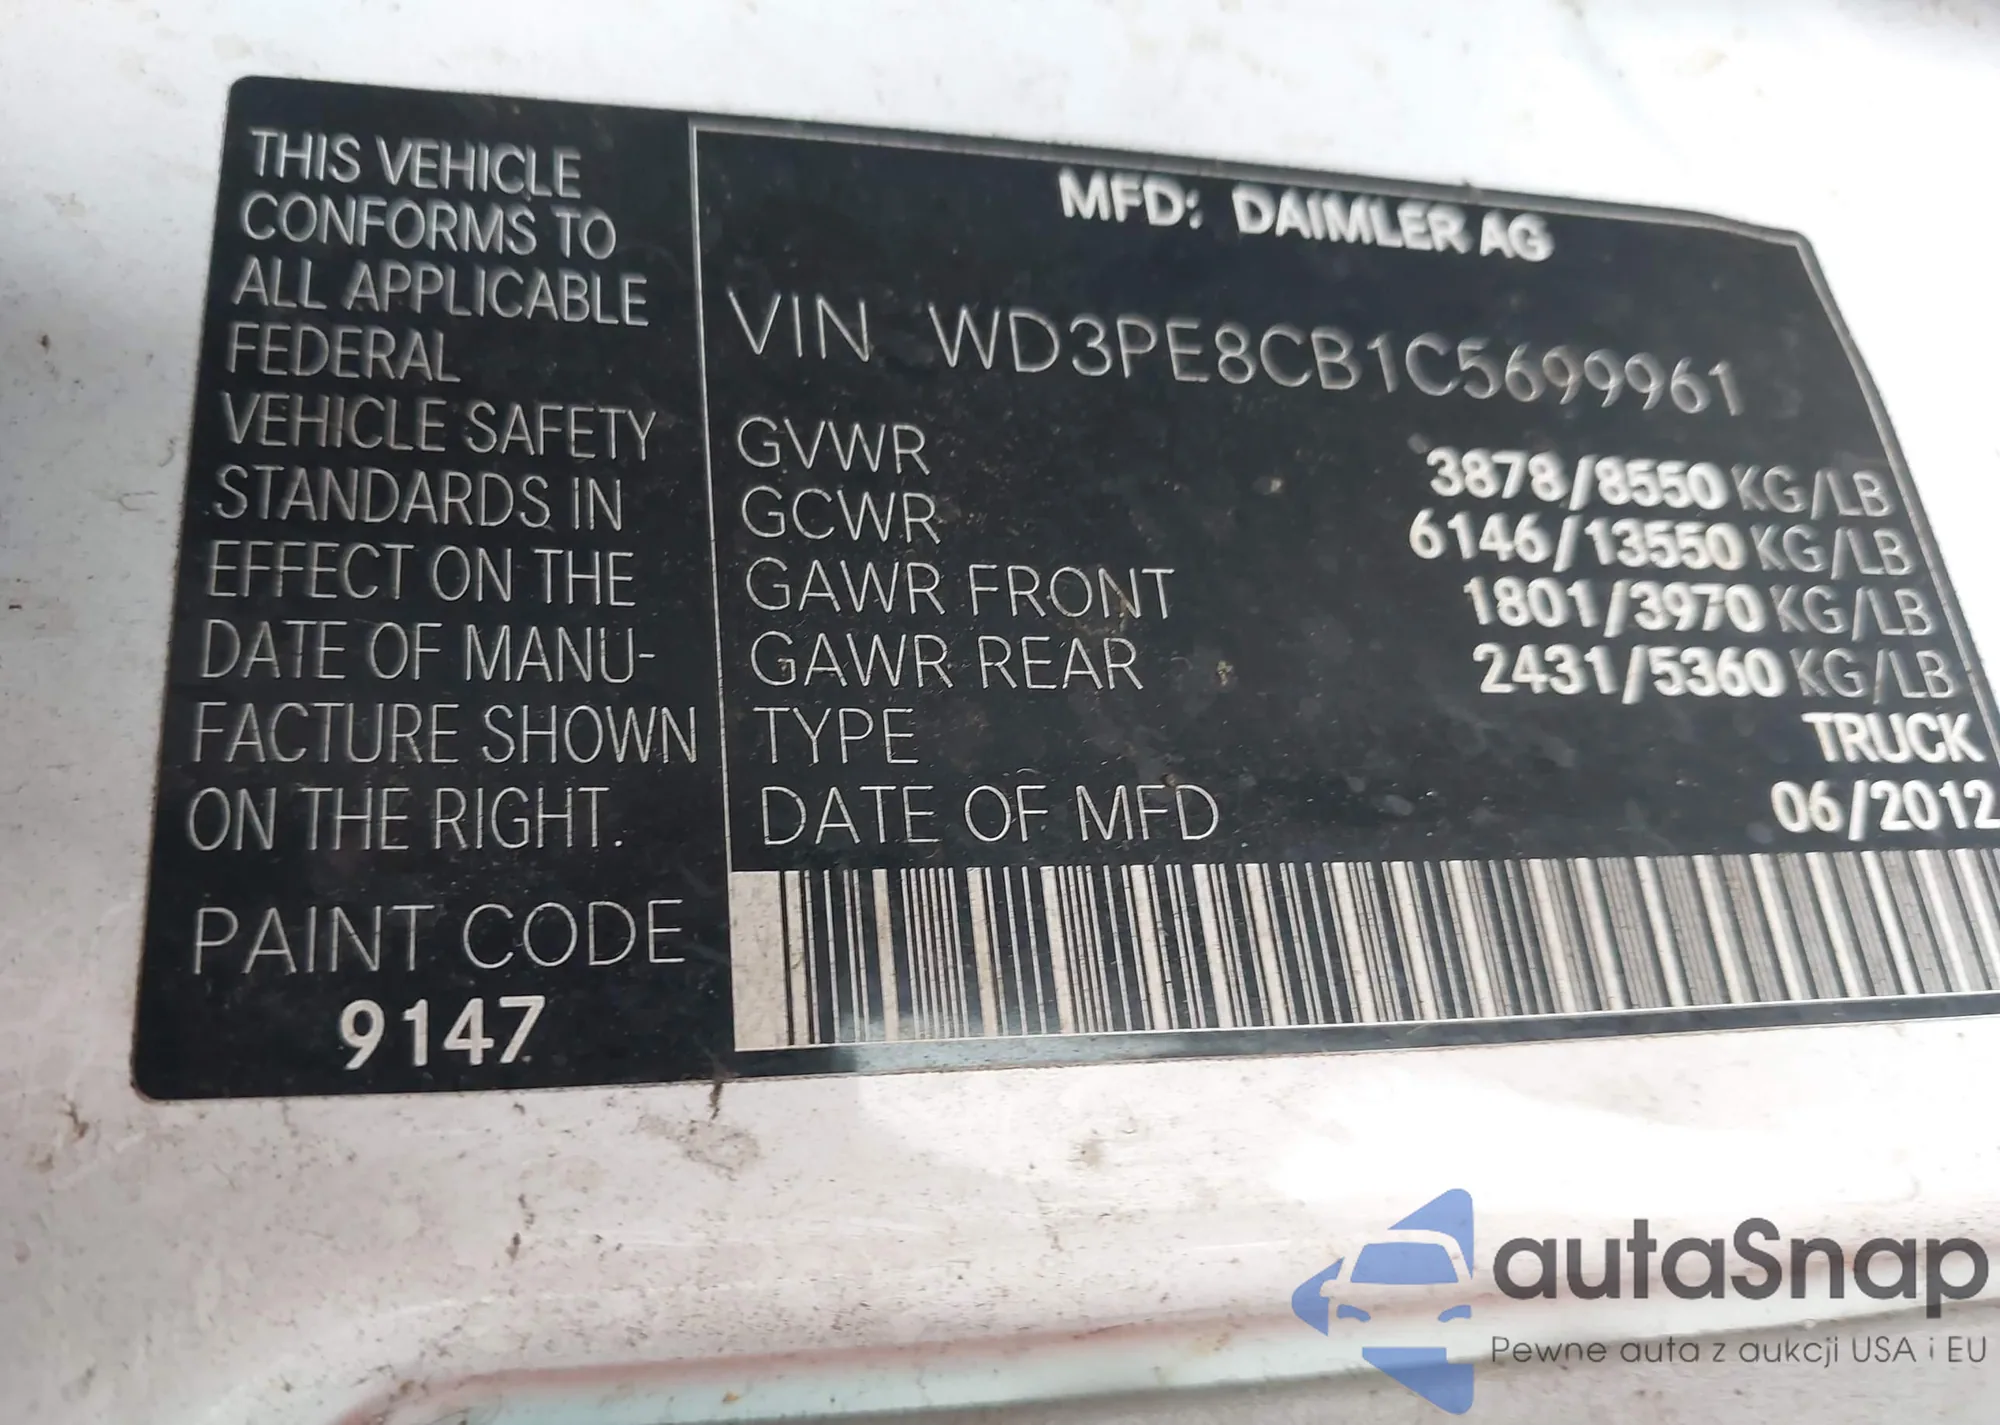 THIS VEHICLE
CONFORMS TO
ALL APPLICABLE
FEDERAL
VEHICLE SAFETY
STANDARDS IN
EFFECT ON THE
DATE OF MANU-
FACTURE SHOWN
ON THE RIGHT.
PAINT CODE
9147
MFD: DAIMLER AG
VIN WD3PE8CB1C5699961
GVWR 3878/8550 KG/LB
GCWR 6146/13550 KG/LB
GAWR FRONT 1801/3970 KG/LB
GAWR REAR 2431/5360 KG/LB
TYPE TRUCK
DATE OF MFD 06/2012
autaSnap
Pewne auta z aukcji USA i EU